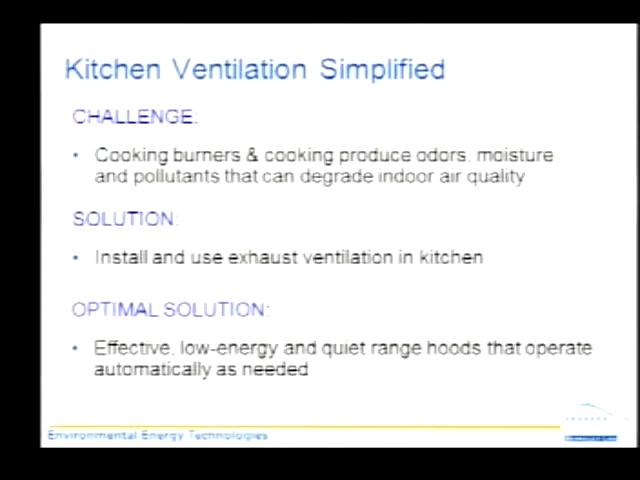 Kitchen Ventilation Simplified
CHALLENGE:
• Cooking burners & cooking produce odors, moisture
and pollutants that can degrade indoor air quality
SOLUTION:
• Install and use exhaust ventilation in kitchen
OPTIMAL SOLUTION:
• Effective, low-energy and quiet range hoods that operate
automatically as needed
Environmental Energy Technologies